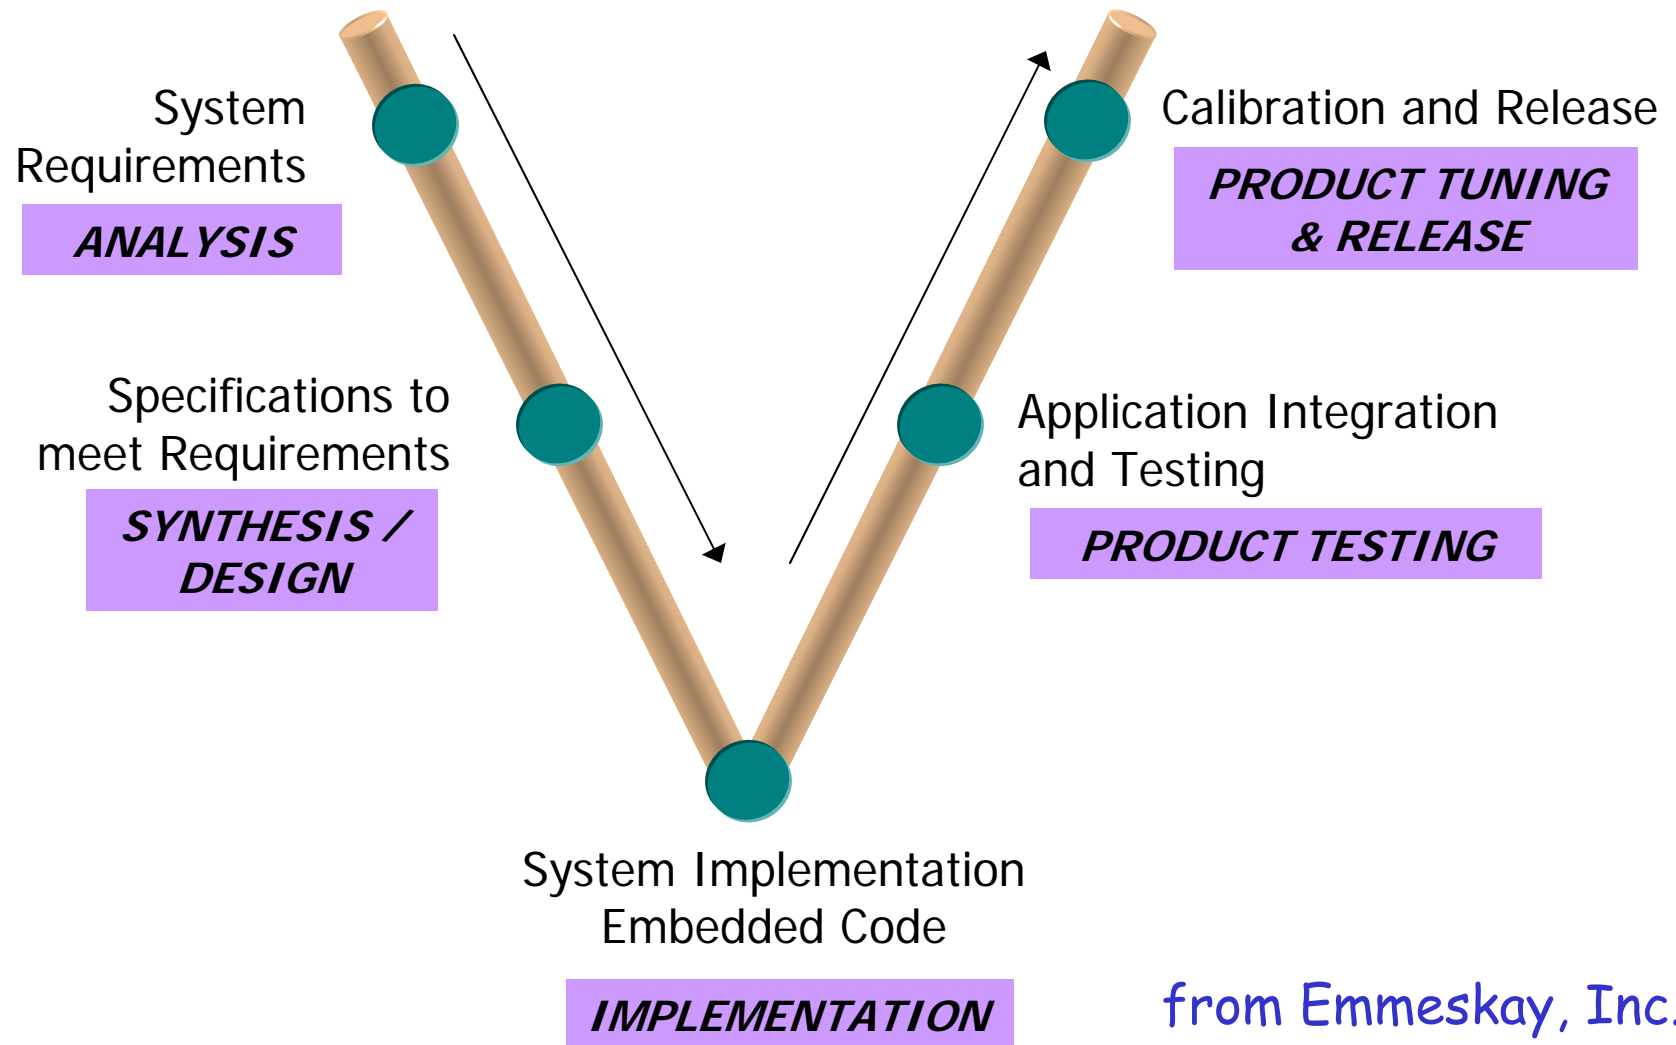 System
Requirements
ANALYSIS
Specifications to
meet Requirements
SYNTHESIS /
DESIGN
System Implementation
Embedded Code
IMPLEMENTATION
Application Integration
and Testing
PRODUCT TESTING
Calibration and Release
PRODUCT TUNING
& RELEASE
from Emmeskay, Inc.